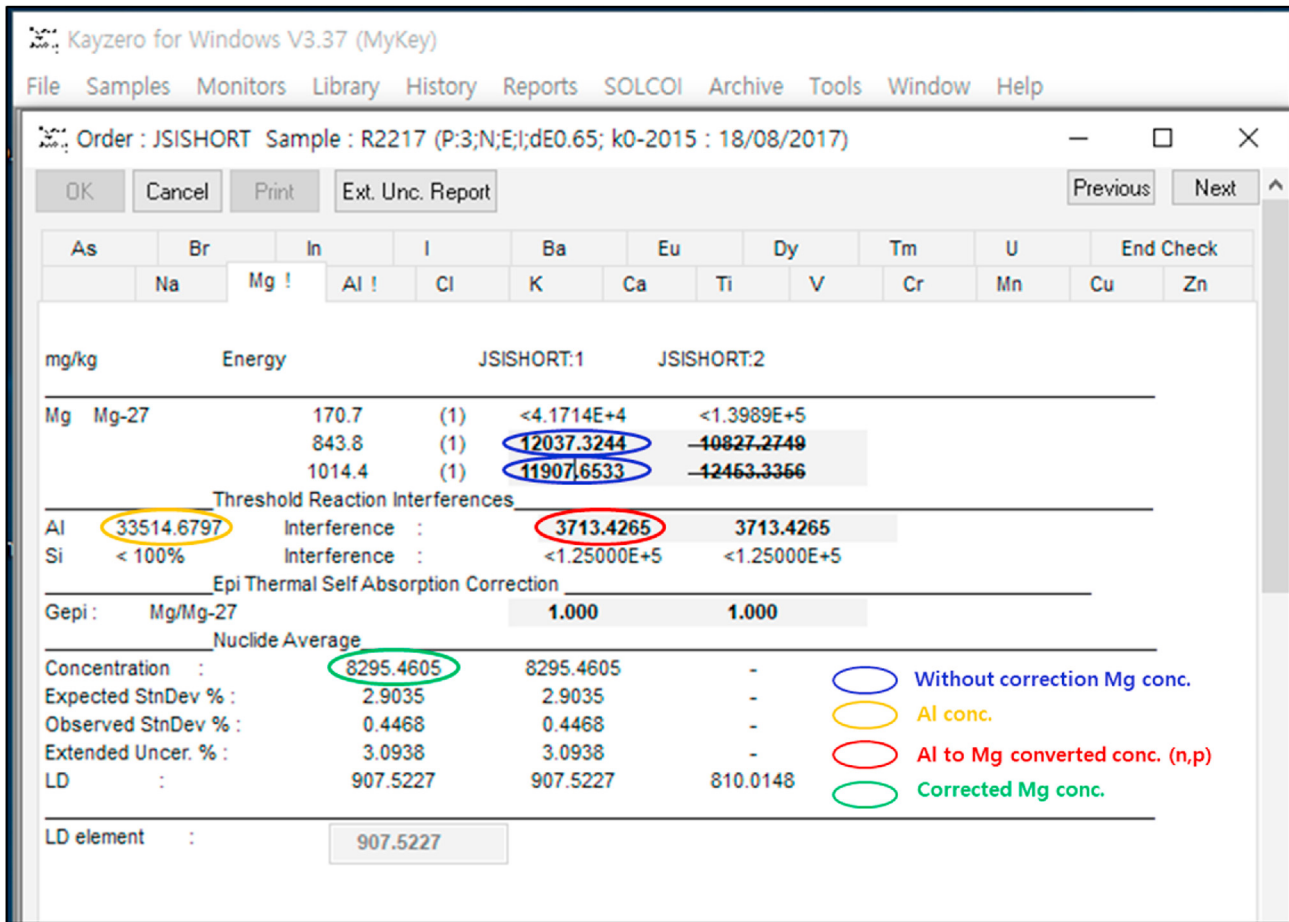 Kayzero for Windows V3.37 (MyKey)
File Samples Monitors Library History Reports SOLCOI Archive Tools Window Help
Order : JSISHORT Sample : R2217 (P:3;N;E;I;dE0.65; k0-2015 : 18/08/2017)
OK Cancel Print Ext. Unc. Report Previous Next
As Br In I Ba Eu Dy Tm U End Check
Na Mg ! Al ! Cl K Ca Ti V Cr Mn Cu Zn
mg/kg Energy JSISHORT:1 JSISHORT:2
Mg Mg-27 170.7 (1) <4.1714E+4 <1.3989E+5
843.8 (1) 12037.3244 10827.2749
1014.4 (1) 11907.6533 12453.3356
Threshold Reaction Interferences
Al 33514.6797 Interference : 3713.4265 3713.4265
Si < 100% Interference : <1.25000E+5 <1.25000E+5
Epi Thermal Self Absorption Correction
Gepi : Mg/Mg-27 1.000 1.000
Nuclide Average
Concentration : 8295.4605 8295.4605 -
Expected StnDev % : 2.9035 2.9035 -
Observed StnDev % : 0.4468 0.4468 -
Extended Uncer. % : 3.0938 3.0938 -
LD : 907.5227 907.5227 810.0148
LD element : 907.5227
Without correction Mg conc.
Al conc.
Al to Mg converted conc. (n,p)
Corrected Mg conc.